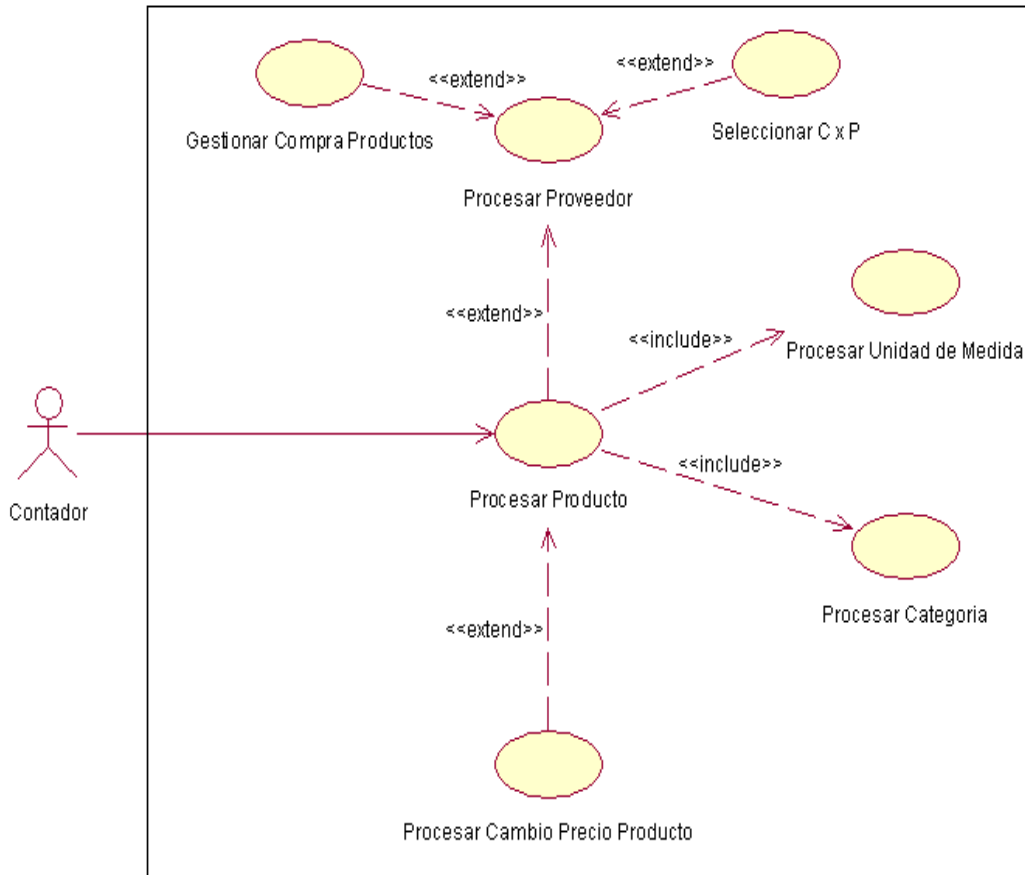 <<extend>>
<<extend>>
Gestionar Compra Productos
Seleccionar C x P
Procesar Proveedor
<<extend>>
<<include>>
Procesar Unidad de Medida
<<include>>
Contador
Procesar Producto
Procesar Categoria
<<extend>>
Procesar Cambio Precio Producto